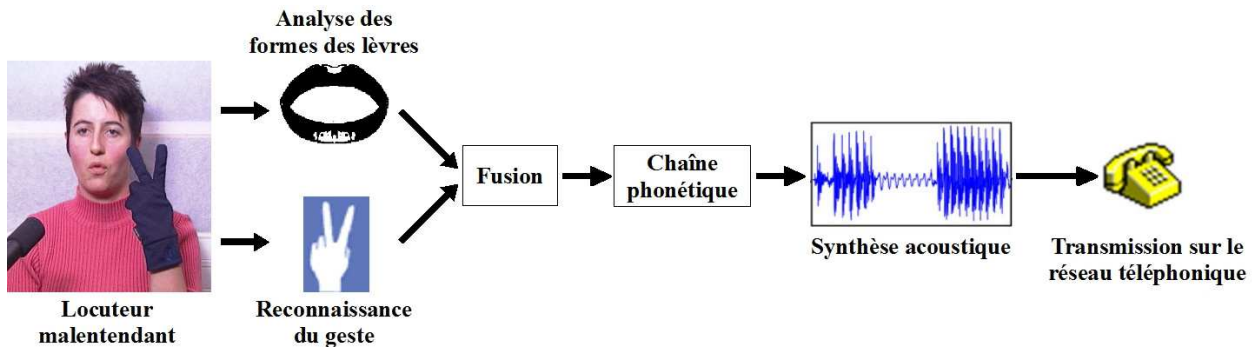 Analyse des
formes des lèvres
Locuteur
malentendant
Reconnaissance
du geste
Fusion
Chaîne
phonétique
Synthèse acoustique
Transmission sur le
réseau téléphonique